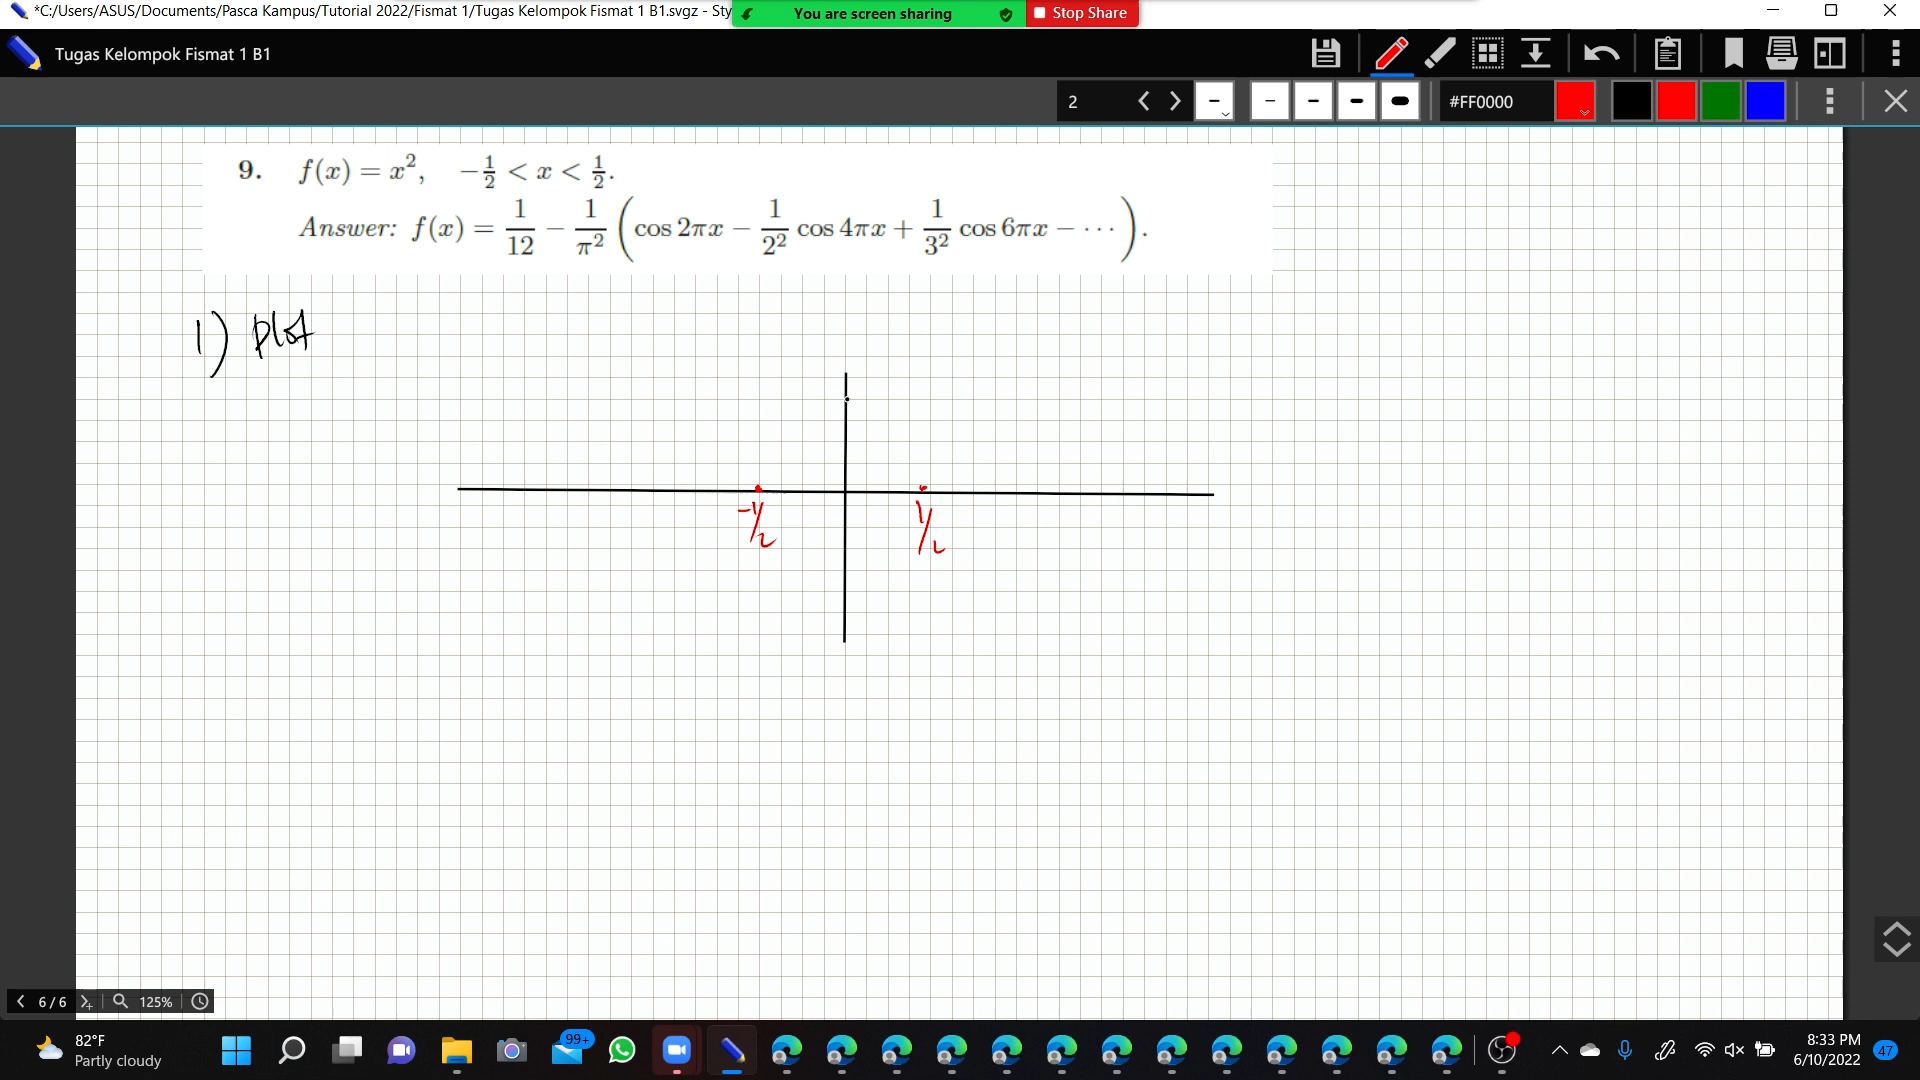 *C:/Users/ASUS/Documents/Pasca Kampus/Tutorial 2022/Fismat 1/Tugas Kelompok Fismat 1 B1.svgz - Sty
You are screen sharing
Stop Share
Tugas Kelompok Fismat 1 B1
2
#FF0000
9. f(x) = x², −1/2 < x < 1/2.
Answer: f(x) = 1/12 − 1/π² (cos 2πx − 1/2² cos 4πx + 1/3² cos 6πx − ···).
1) plot
-1/2
1/2
6/6
125%
82°F
Partly cloudy
99+
8:33 PM
6/10/2022
47